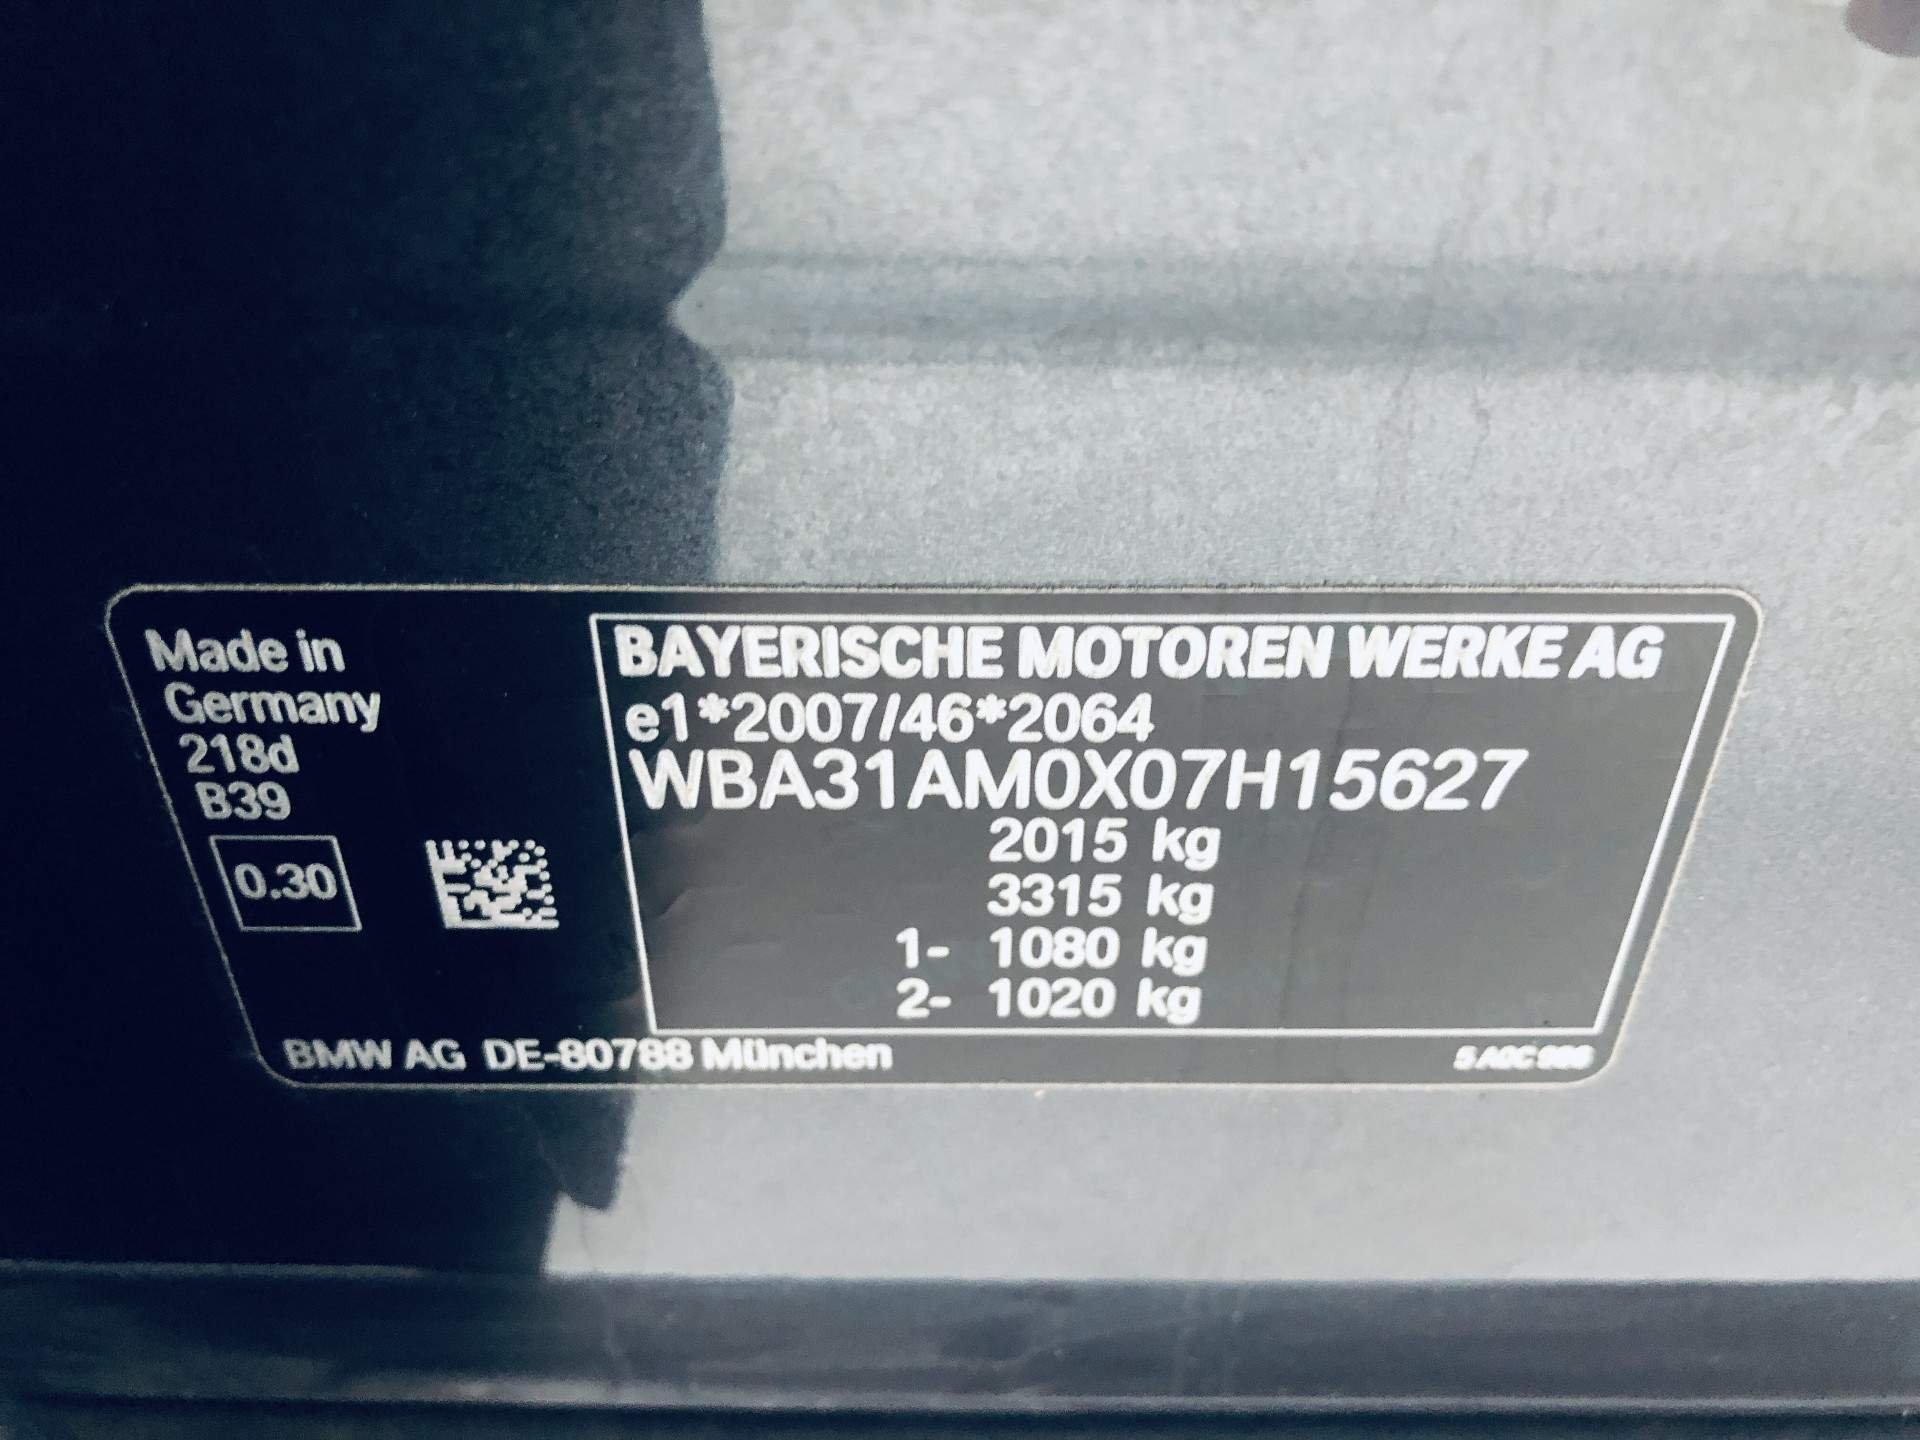 Made in
Germany
218d
B39
0.30
BAYERISCHE MOTOREN WERKE AG
e1*2007/46*2064
WBA31AM0X07H15627
2015 kg
3315 kg
1- 1080 kg
2- 1020 kg
BMW AG DE-80788 München